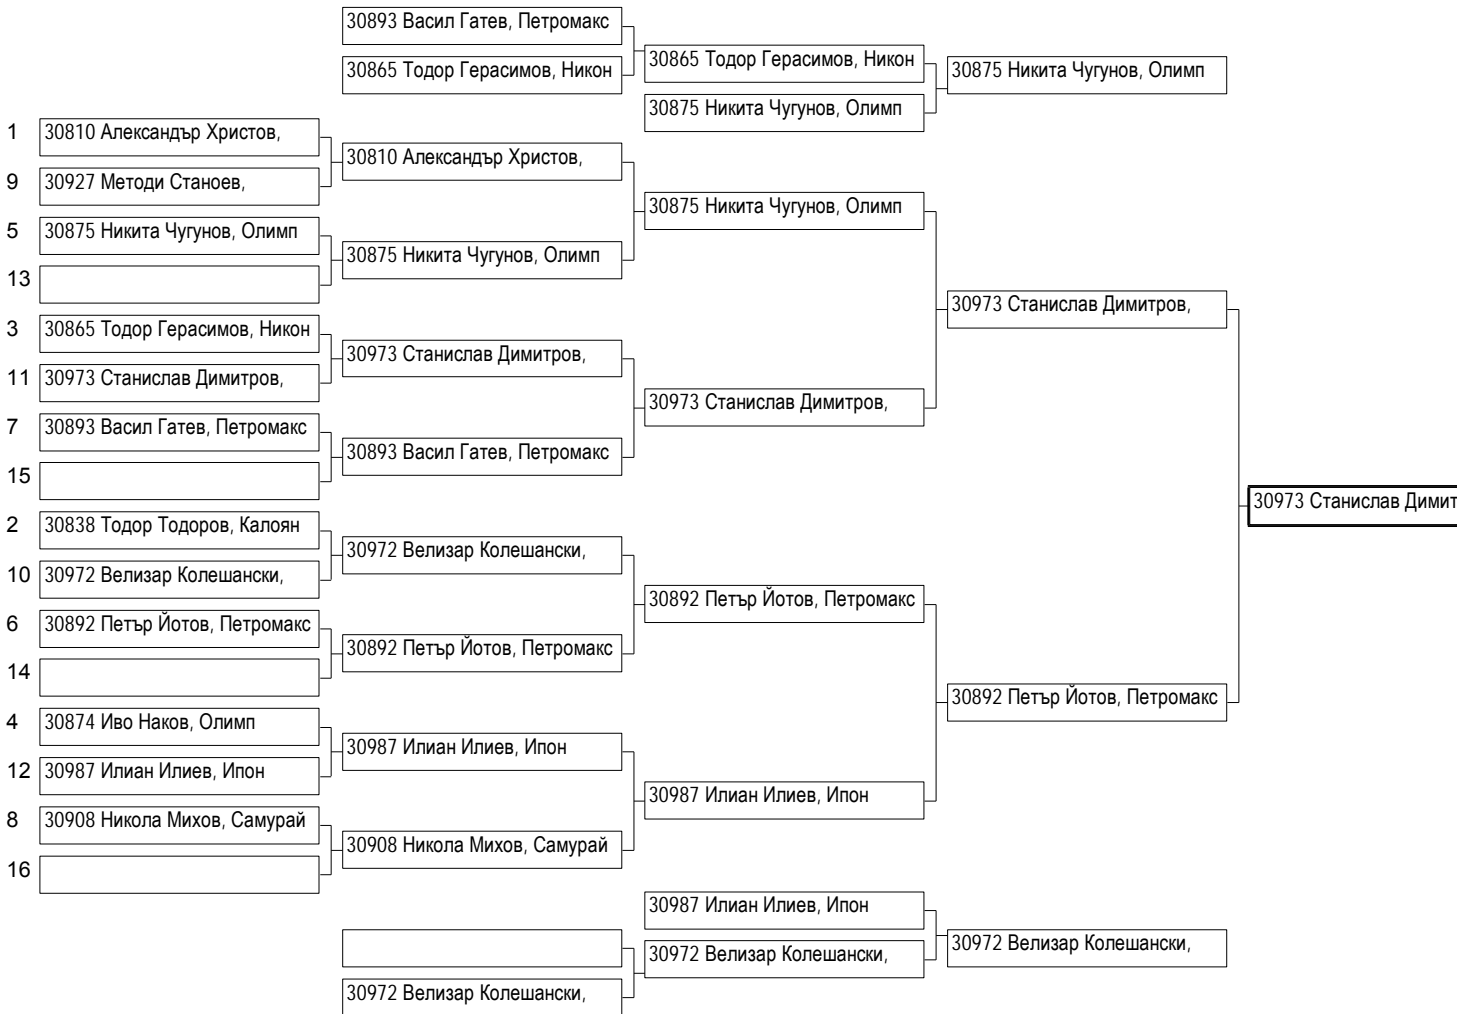 30893 Васил Гатев, Петромакс
30865 Тодор Герасимов, Никон
30865 Тодор Герасимов, Никон
30875 Никита Чугунов, Олимп
30875 Никита Чугунов, Олимп
1 30810 Александър Христов,
9 30927 Методи Станоев,
5 30875 Никита Чугунов, Олимп
13
3 30865 Тодор Герасимов, Никон
11 30973 Станислав Димитров,
7 30893 Васил Гатев, Петромакс
15
2 30838 Тодор Тодоров, Калоян
10 30972 Велизар Колешански,
6 30892 Петър Йотов, Петромакс
14
4 30874 Иво Наков, Олимп
12 30987 Илиан Илиев, Ипон
8 30908 Никола Михов, Самурай
16
30810 Александър Христов,
30875 Никита Чугунов, Олимп
30973 Станислав Димитров,
30893 Васил Гатев, Петромакс
30972 Велизар Колешански,
30892 Петър Йотов, Петромакс
30987 Илиан Илиев, Ипон
30908 Никола Михов, Самурай
30875 Никита Чугунов, Олимп
30973 Станислав Димитров,
30892 Петър Йотов, Петромакс
30987 Илиан Илиев, Ипон
30973 Станислав Димитров,
30892 Петър Йотов, Петромакс
30973 Станислав Димит
30972 Велизар Колешански,
30987 Илиан Илиев, Ипон
30972 Велизар Колешански,
30972 Велизар Колешански,